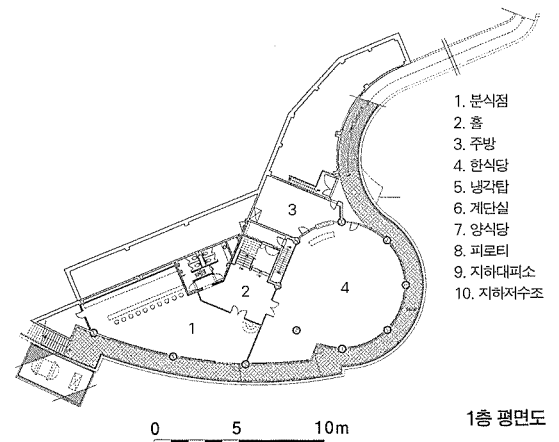 1. 분식점
2. 홀
3. 주방
4. 한식당
5. 냉각탑
6. 계단실
7. 양식당
8. 피로티
9. 지하대피소
10. 지하저수조
3
2
4
1
0 5 10m
1층 평면도